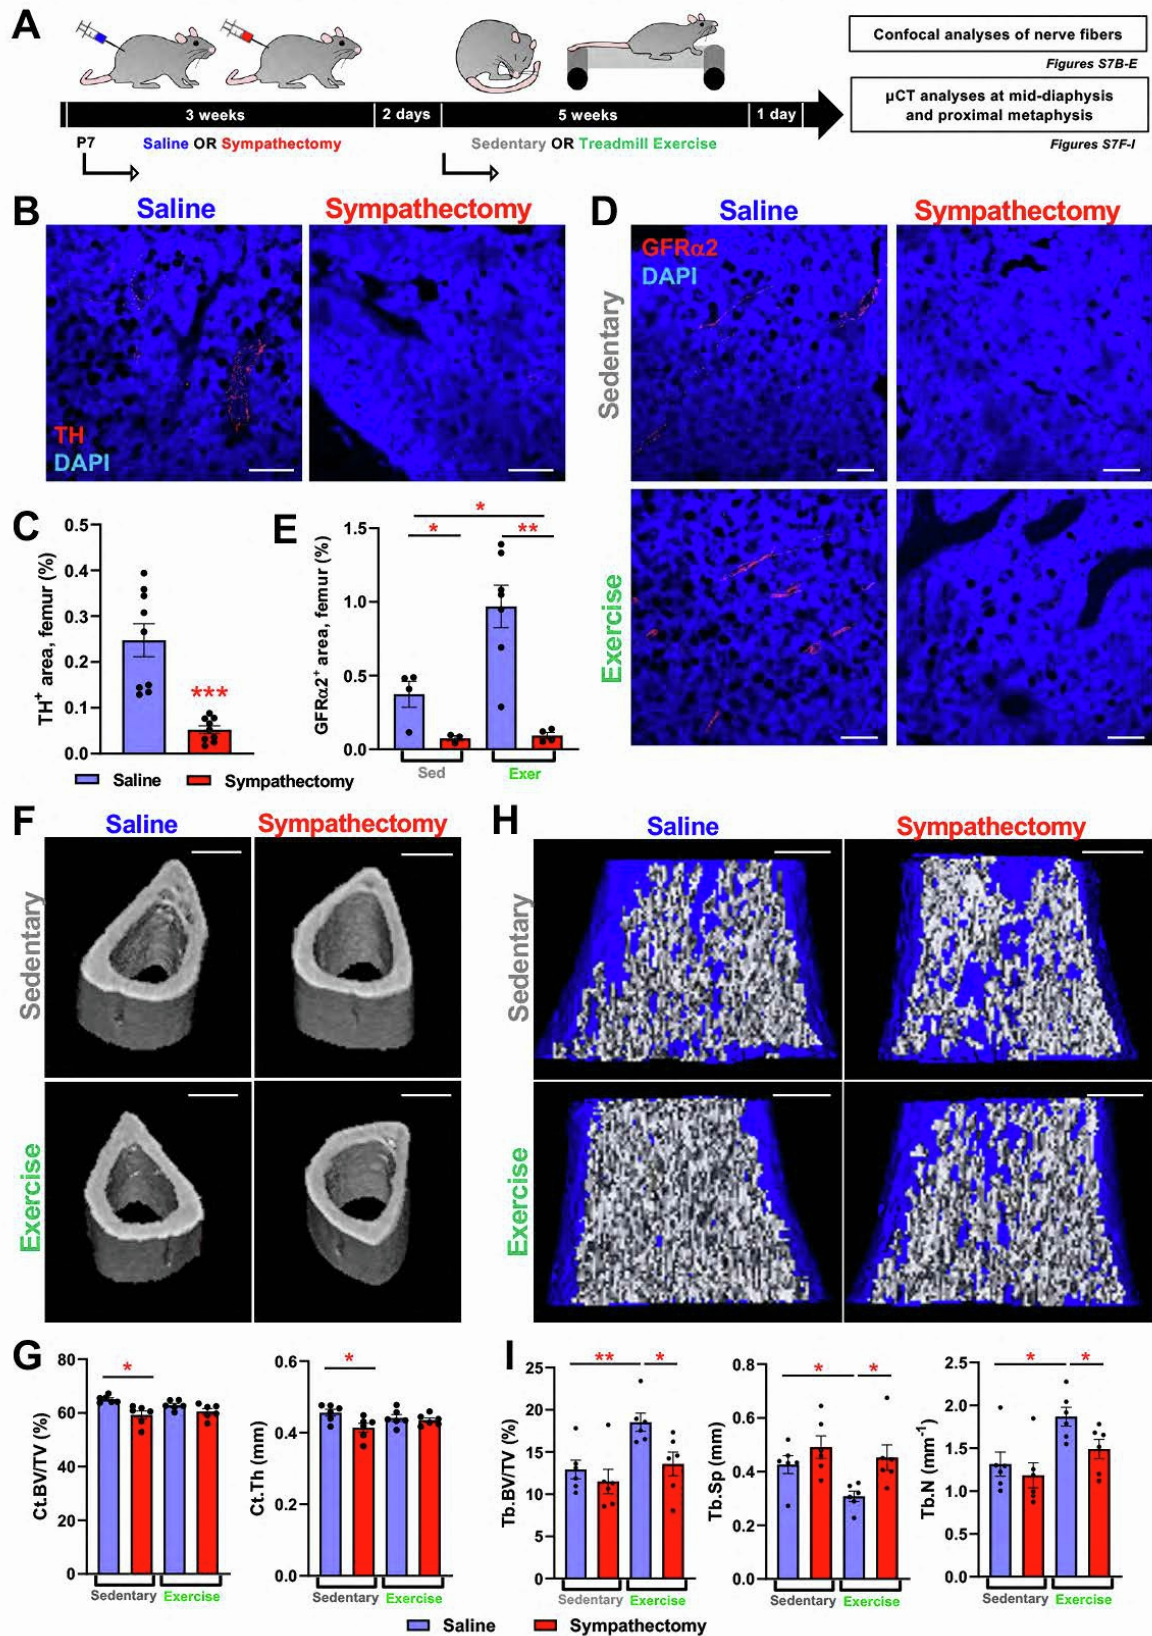 A
3 weeks
2 days
5 weeks
1 day
P7
Saline OR Sympathectomy
Sedentary OR Treadmill Exercise
Confocal analyses of nerve fibers
Figures S7B-E
µCT analyses at mid-diaphysis
and proximal metaphysis
Figures S7F-I
B
Saline
Sympathectomy
TH
DAPI
D
Saline
Sympathectomy
GFRα2
DAPI
Sedentary
Exercise
C
TH+ area, femur (%)
0.5
0.4
0.3
0.2
0.1
0.0
***
Saline
Sympathectomy
E
GFRα2+ area, femur (%)
1.5
1.0
0.5
0.0
*
*
**
Sed
Exer
F
Saline
Sympathectomy
Sedentary
Exercise
H
Saline
Sympathectomy
Sedentary
Exercise
G
Ct.BV/TV (%)
80
60
40
20
0
*
Sedentary
Exercise
Ct.Th (mm)
0.6
0.4
0.2
0.0
*
Sedentary
Exercise
I
Tb.BV/TV (%)
25
20
15
10
5
0
**
*
Sedentary
Exercise
Tb.Sp (mm)
0.8
0.6
0.4
0.2
0.0
*
*
Sedentary
Exercise
Tb.N (mm-1)
2.5
2.0
1.5
1.0
0.5
0.0
*
*
Sedentary
Exercise
Saline
Sympathectomy